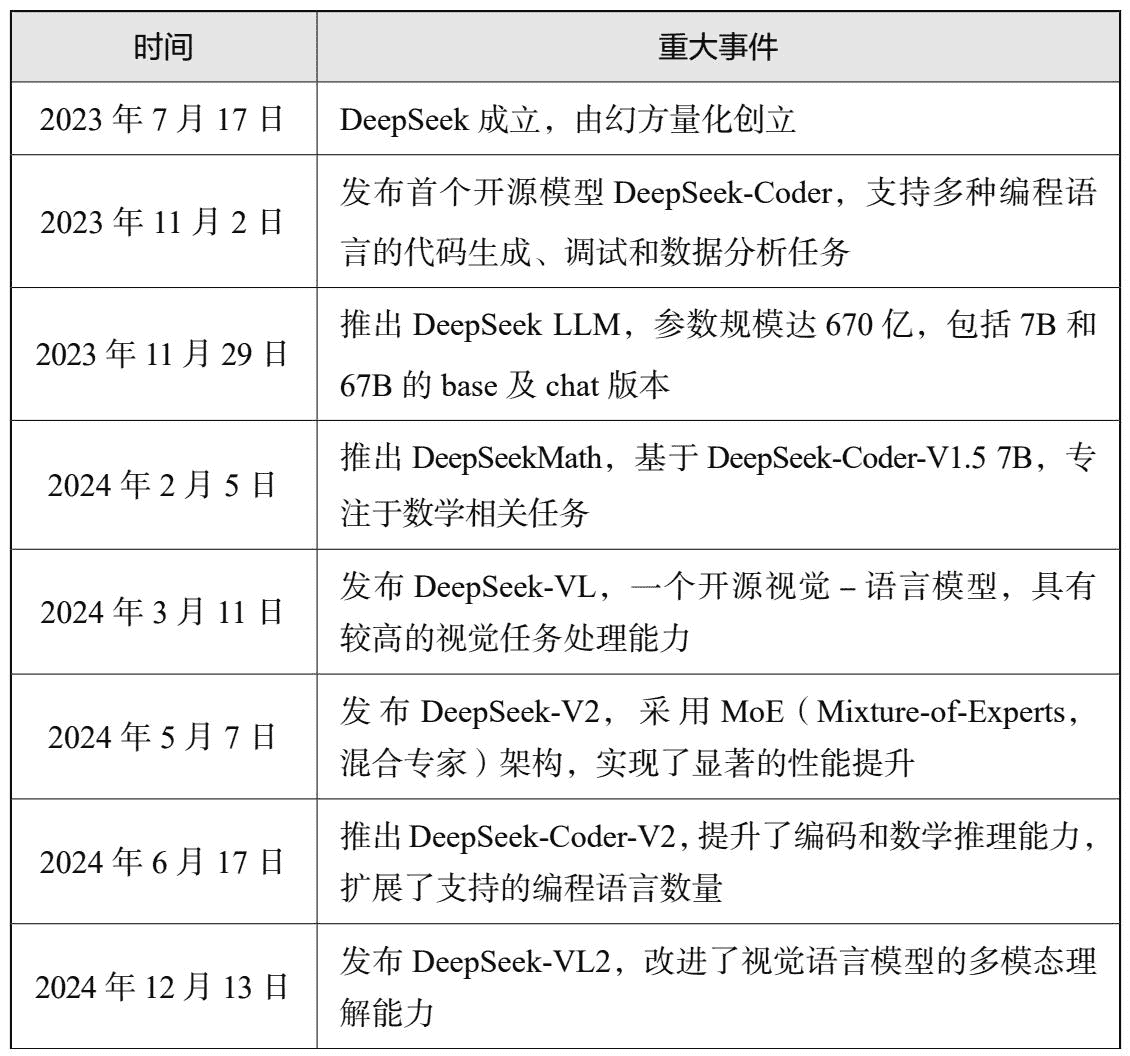 时间
重大事件
2023 年 7 月 17 日
DeepSeek 成立，由幻方量化创立
2023 年 11 月 2 日
发布首个开源模型 DeepSeek-Coder，支持多种编程语
言的代码生成、调试和数据分析任务
2023 年 11 月 29 日
推出 DeepSeek LLM，参数规模达 670 亿，包括 7B 和
67B 的 base 及 chat 版本
2024 年 2 月 5 日
推出 DeepSeekMath，基于 DeepSeek-Coder-V1.5 7B，专
注于数学相关任务
2024 年 3 月 11 日
发布 DeepSeek-VL，一个开源视觉 – 语言模型，具有
较高的视觉任务处理能力
2024 年 5 月 7 日
发布 DeepSeek-V2，采用 MoE（Mixture-of-Experts，
混合专家）架构，实现了显著的性能提升
2024 年 6 月 17 日
推出 DeepSeek-Coder-V2，提升了编码和数学推理能力，
扩展了支持的编程语言数量
2024 年 12 月 13 日
发布 DeepSeek-VL2，改进了视觉语言模型的多模态理
解能力